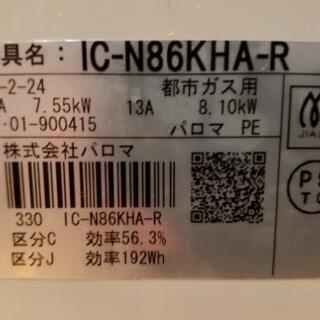 具名： IC-N86KHA-R
-2-24 都市ガス用
A 7.55kW 13A 8.10kW
-01-900415 パロマ PE
株式会社パロマ
JIA
330 IC-N86KHA-R
区分C 効率56.3%
区分J 効率192Wh